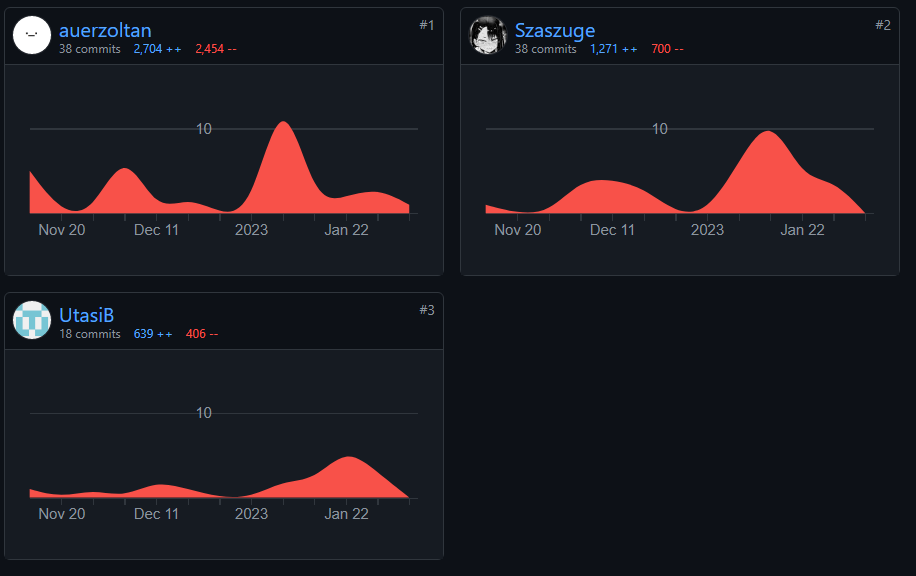 auerzoltan #1
38 commits 2,704 ++ 2,454 --
10
Nov 20 Dec 11 2023 Jan 22
Szaszuge #2
38 commits 1,271 ++ 700 --
10
Nov 20 Dec 11 2023 Jan 22
UtasiB #3
18 commits 639 ++ 406 --
10
Nov 20 Dec 11 2023 Jan 22